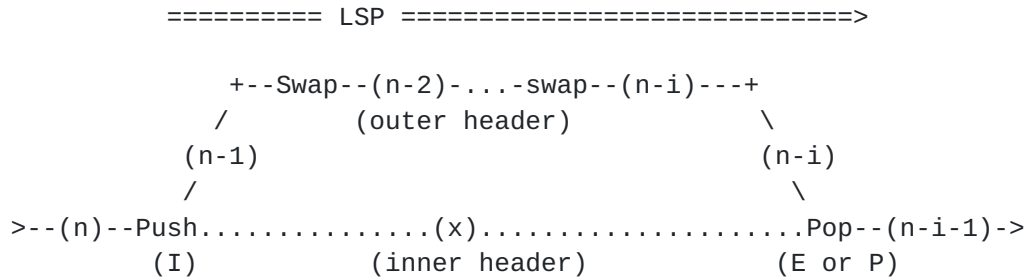 ========== LSP =============================>
+--Swap--(n-2)-...-swap--(n-i)---+
/ (outer header) \
(n-1) (n-i)
/ \
>--(n)--Push...............(x).....................Pop--(n-i-1)->
(I) (inner header) (E or P)